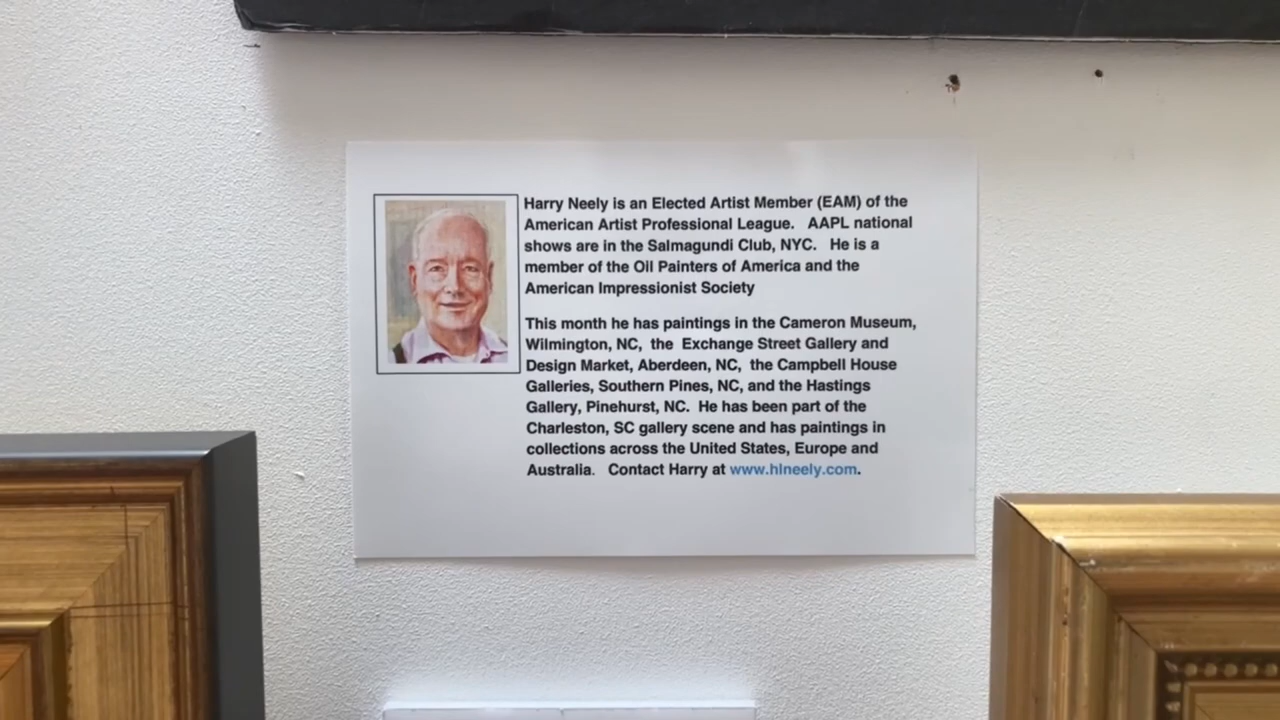 Harry Neely is an Elected Artist Member (EAM) of the
American Artist Professional League. AAPL national
shows are in the Salmagundi Club, NYC. He is a
member of the Oil Painters of America and the
American Impressionist Society
This month he has paintings in the Cameron Museum,
Wilmington, NC, the Exchange Street Gallery and
Design Market, Aberdeen, NC, the Campbell House
Galleries, Southern Pines, NC, and the Hastings
Gallery, Pinehurst, NC. He has been part of the
Charleston, SC gallery scene and has paintings in
collections across the United States, Europe and
Australia. Contact Harry at www.hlneely.com.